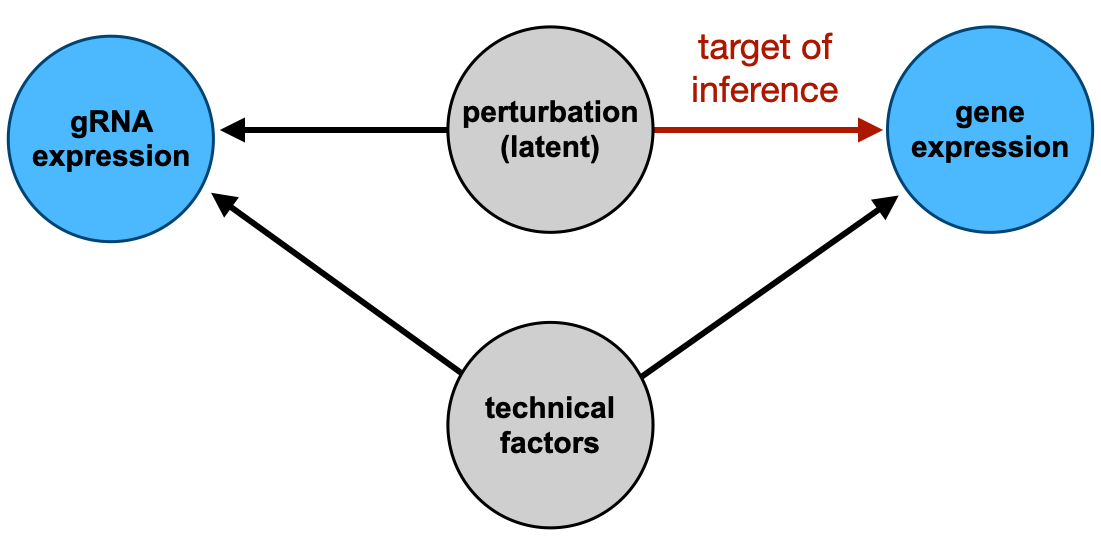 gRNA
expression
perturbation
(latent)
target of
inference
gene
expression
technical
factors